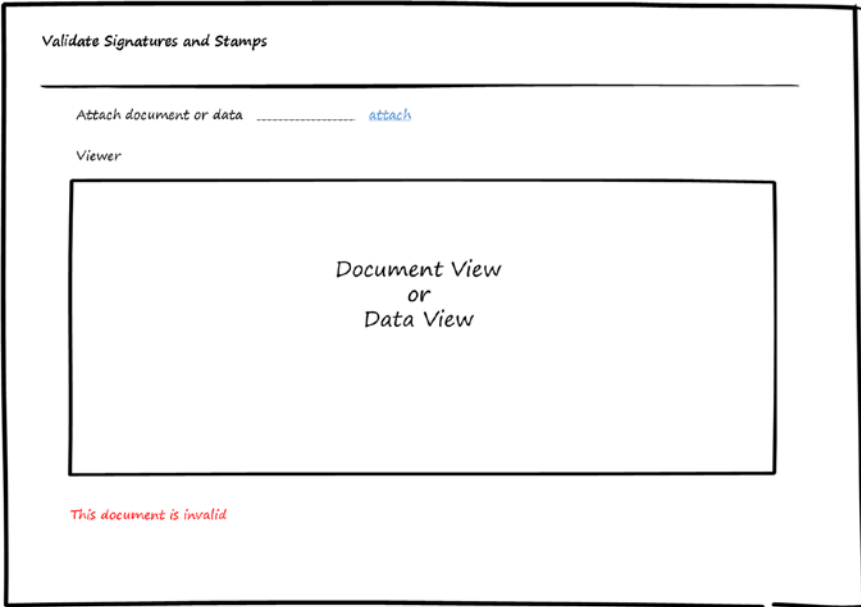 Validate Signatures and Stamps
Attach document or data ________________ attach
Viewer
Document View
or
Data View
This document is invalid